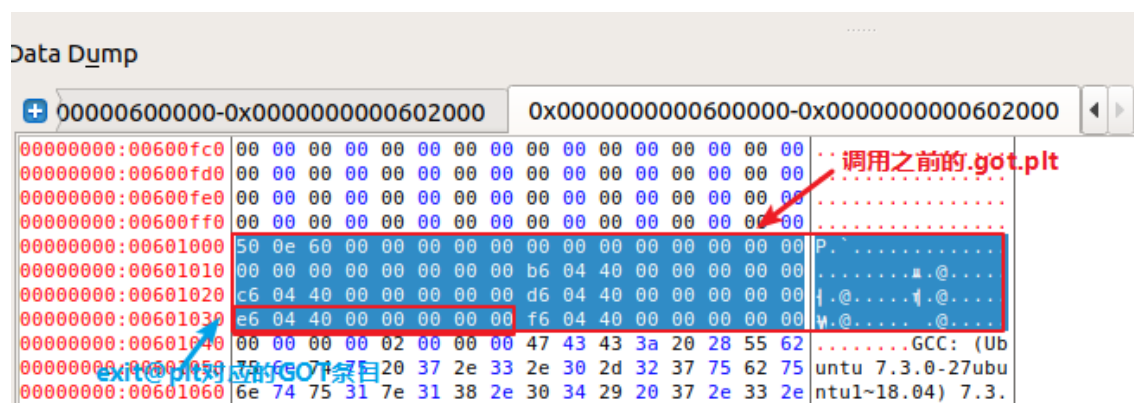 Data Dump
00000600000-0x0000000000602000 0x0000000000600000-0x0000000000602000
00000000:00600fc0 00 00 00 00 00 00 00 00 00 00 00 00 00 00 00 00 ................
调用之前的.got.plt
00000000:00600fd0 00 00 00 00 00 00 00 00 00 00 00 00 00 00 00 00 ................
00000000:00600fe0 00 00 00 00 00 00 00 00 00 00 00 00 00 00 00 00 ................
00000000:00600ff0 00 00 00 00 00 00 00 00 00 00 00 00 00 00 00 00 ................
00000000:00601000 50 0e 60 00 00 00 00 00 00 00 00 00 00 00 00 00 P.`.............
00000000:00601010 00 00 00 00 00 00 00 00 b6 04 40 00 00 00 00 00 .@.....
00000000:00601020 c6 04 40 00 00 00 00 00 d6 04 40 00 00 00 00 00 .@..... .@.....
00000000:00601030 e6 04 40 00 00 00 00 00 f6 04 40 00 00 00 00 00 .@..... .@.....
00000000:00601040 00 00 00 00 02 00 00 00 47 43 43 3a 20 28 55 62 ........GCC: (Ub
00000000:00601050 75 6e 74 75 20 37 2e 33 2e 30 2d 32 37 75 62 75 untu 7.3.0-27ubu
exit@plt对应的GOT条目
00000000:00601060 6e 74 75 31 7e 31 38 2e 30 34 29 20 37 2e 33 2e ntu1~18.04) 7.3.